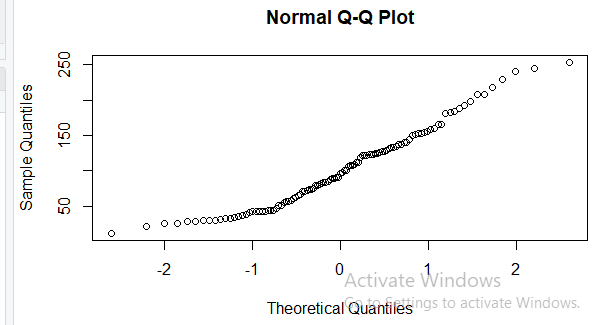 Normal Q-Q Plot
Sample Quantiles
250
150
50
-2 -1 0 1 2
Activate Windows
Theoretical Quantiles
Go to Settings to activate Windows.